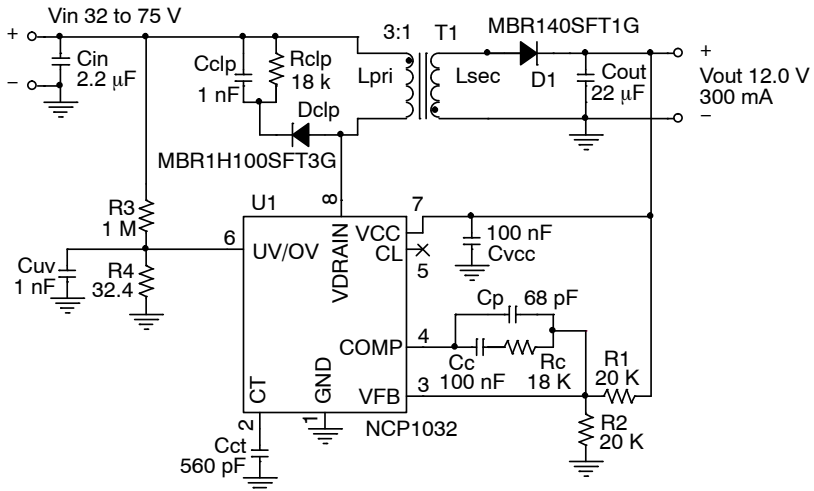 Vin 32 to 75 V
+
−
Cin
2.2 μF
Cclp
1 nF
Rclp
18 k
Dclp
MBR1H100SFT3G
3:1
T1
Lpri
Lsec
MBR140SFT1G
D1
Cout
22 μF
+
Vout 12.0 V
300 mA
−
R3
1 M
R4
32.4
Cuv
1 nF
U1
8
7
6
UV/OV
VDRAIN
VCC
CL
5
100 nF
Cvcc
Cp
68 pF
4
COMP
Cc
100 nF
Rc
18 K
R1
20 K
3
VFB
CT
GND
2
1
NCP1032
Cct
560 pF
R2
20 K